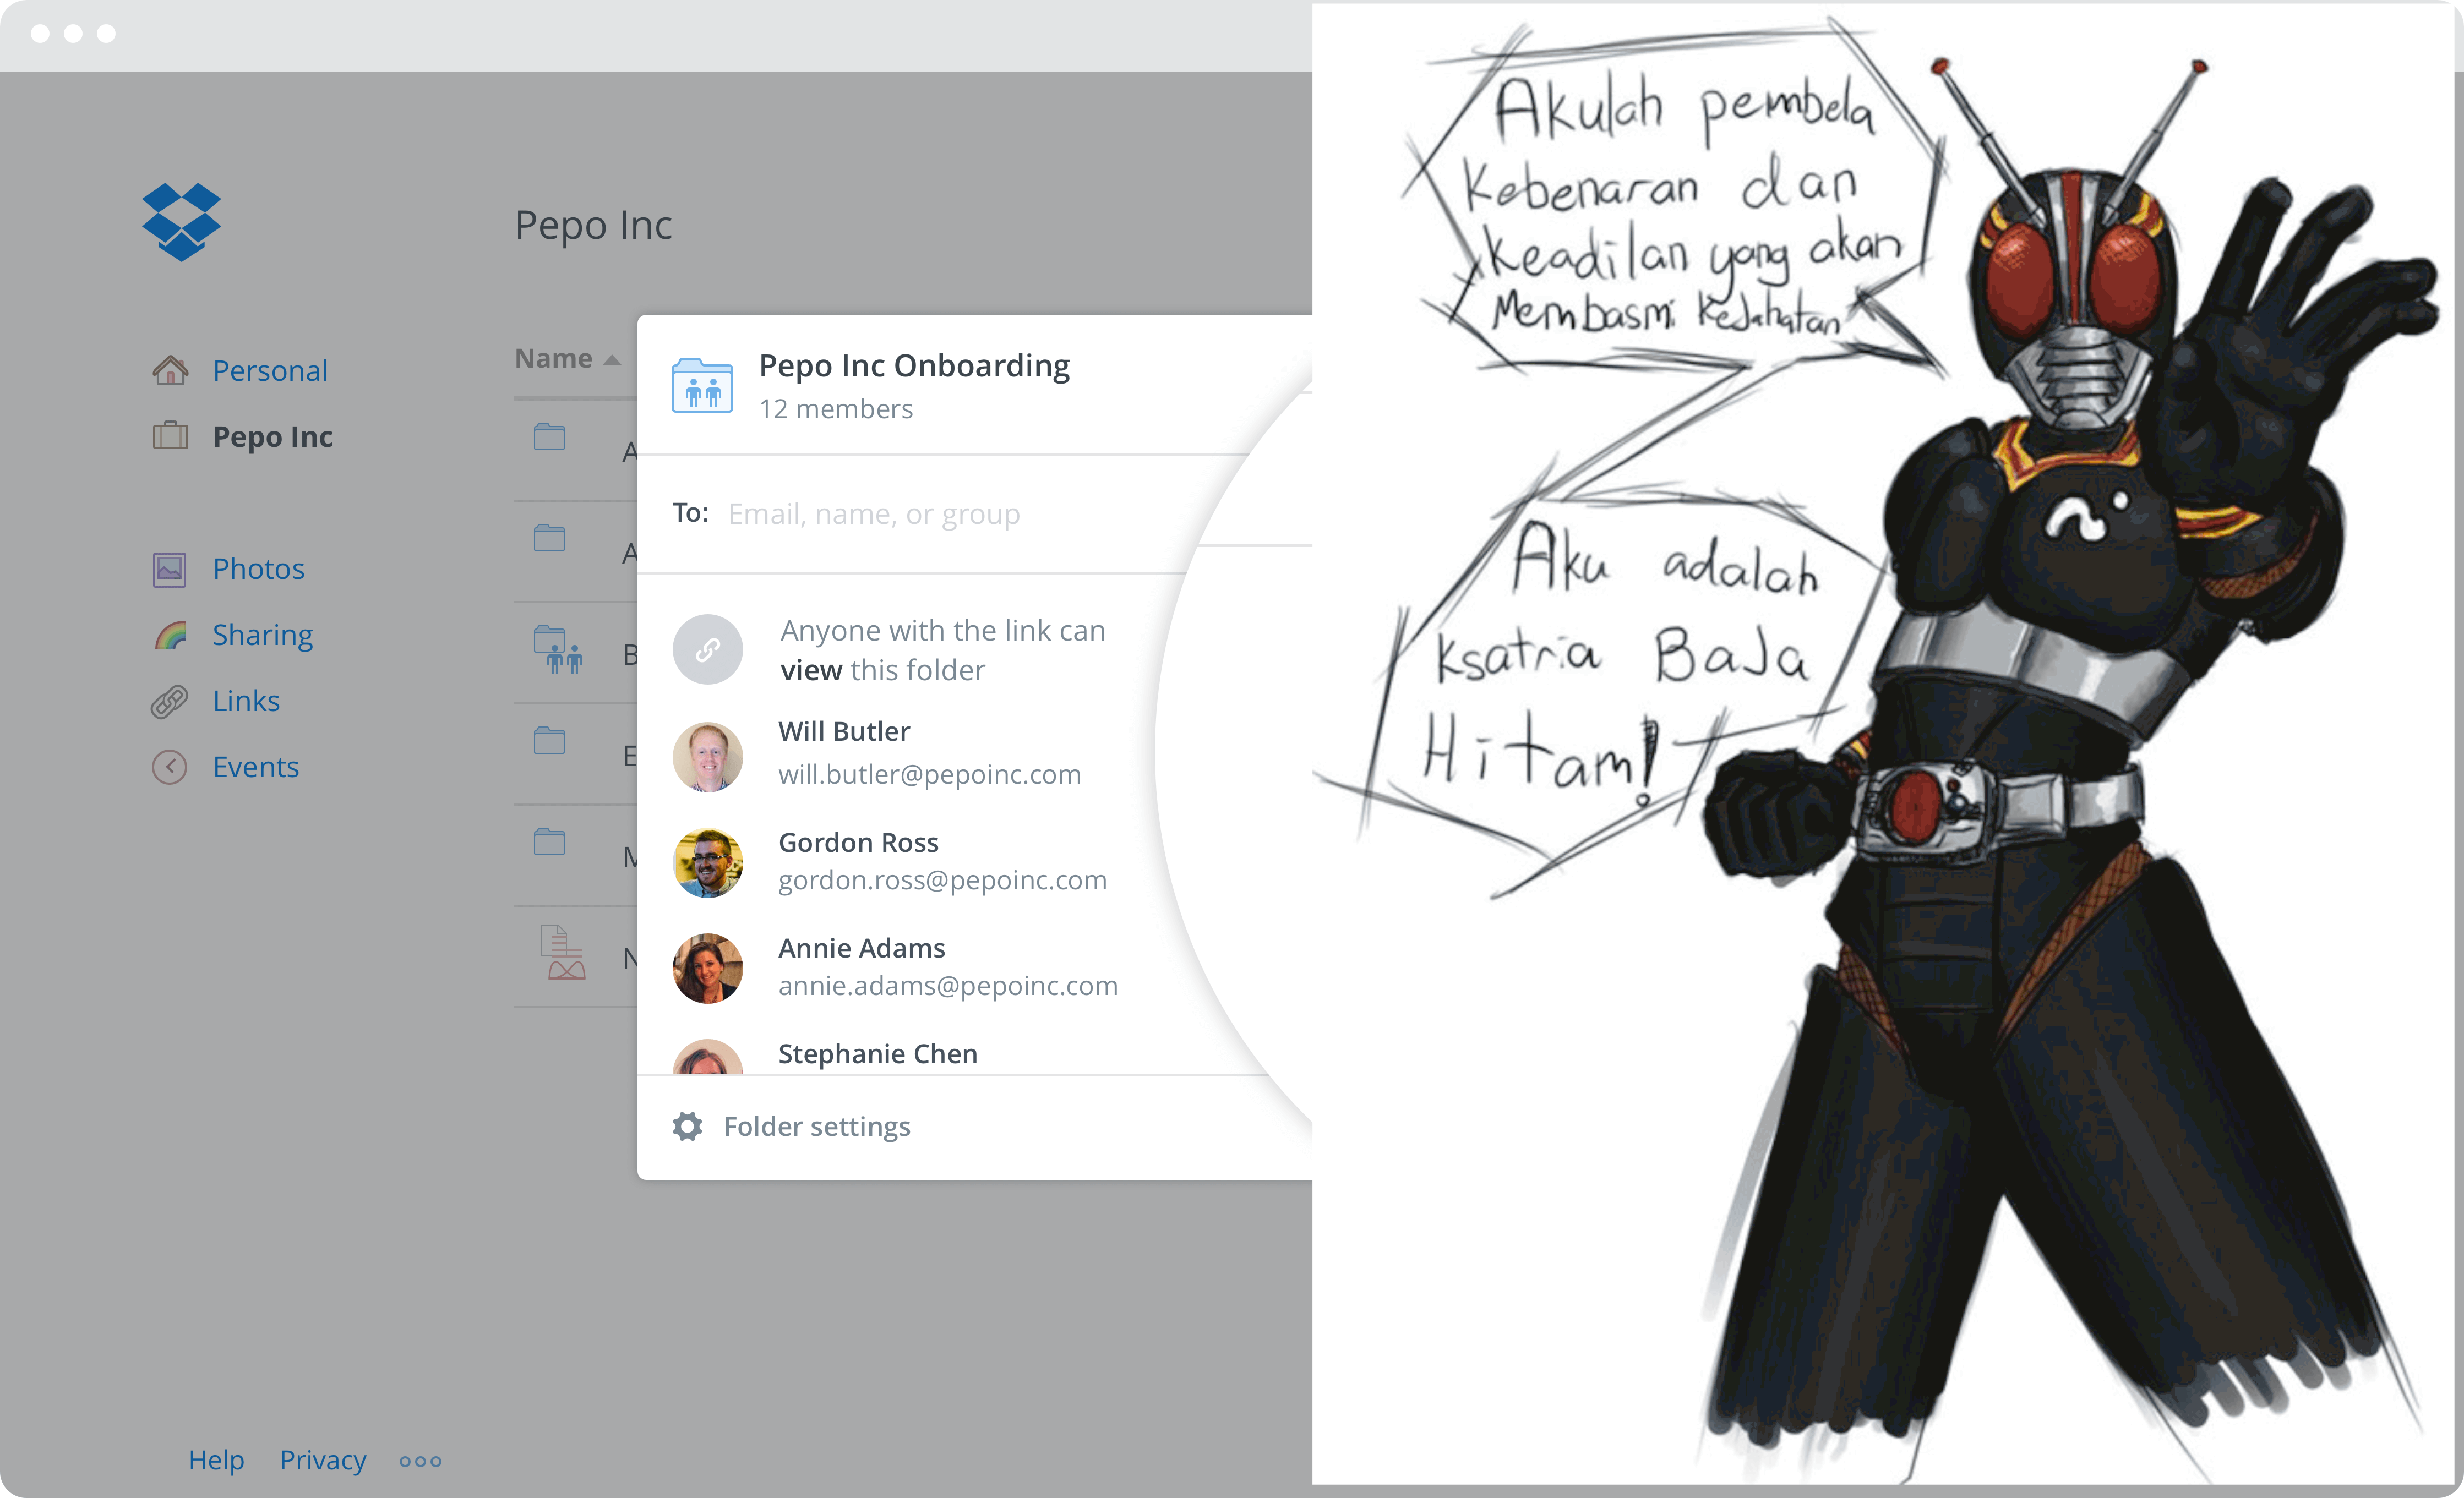 Pepo Inc
Personal
Pepo Inc
Photos
Sharing
Links
Events
Name
A
A
B
E
M
N
Pepo Inc Onboarding
12 members
To: Email, name, or group
Anyone with the link can
view this folder
Will Butler
will.butler@pepoinc.com
Gordon Ross
gordon.ross@pepoinc.com
Annie Adams
annie.adams@pepoinc.com
Stephanie Chen
Folder settings
Help Privacy
Akulah pembela
Kebenaran dan
Keadilan yang akan
Membasmi Kejahatan
Aku adalah
Ksatria BaJa
Hitam!